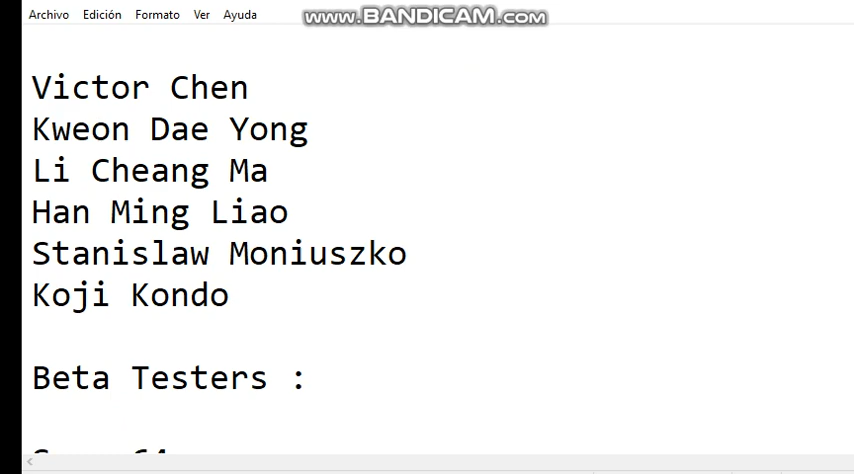 Archivo Edición Formato Ver Ayuda
www.BANDICAM.com
Victor Chen
Kweon Dae Yong
Li Cheang Ma
Han Ming Liao
Stanislaw Moniuszko
Koji Kondo
Beta Testers :